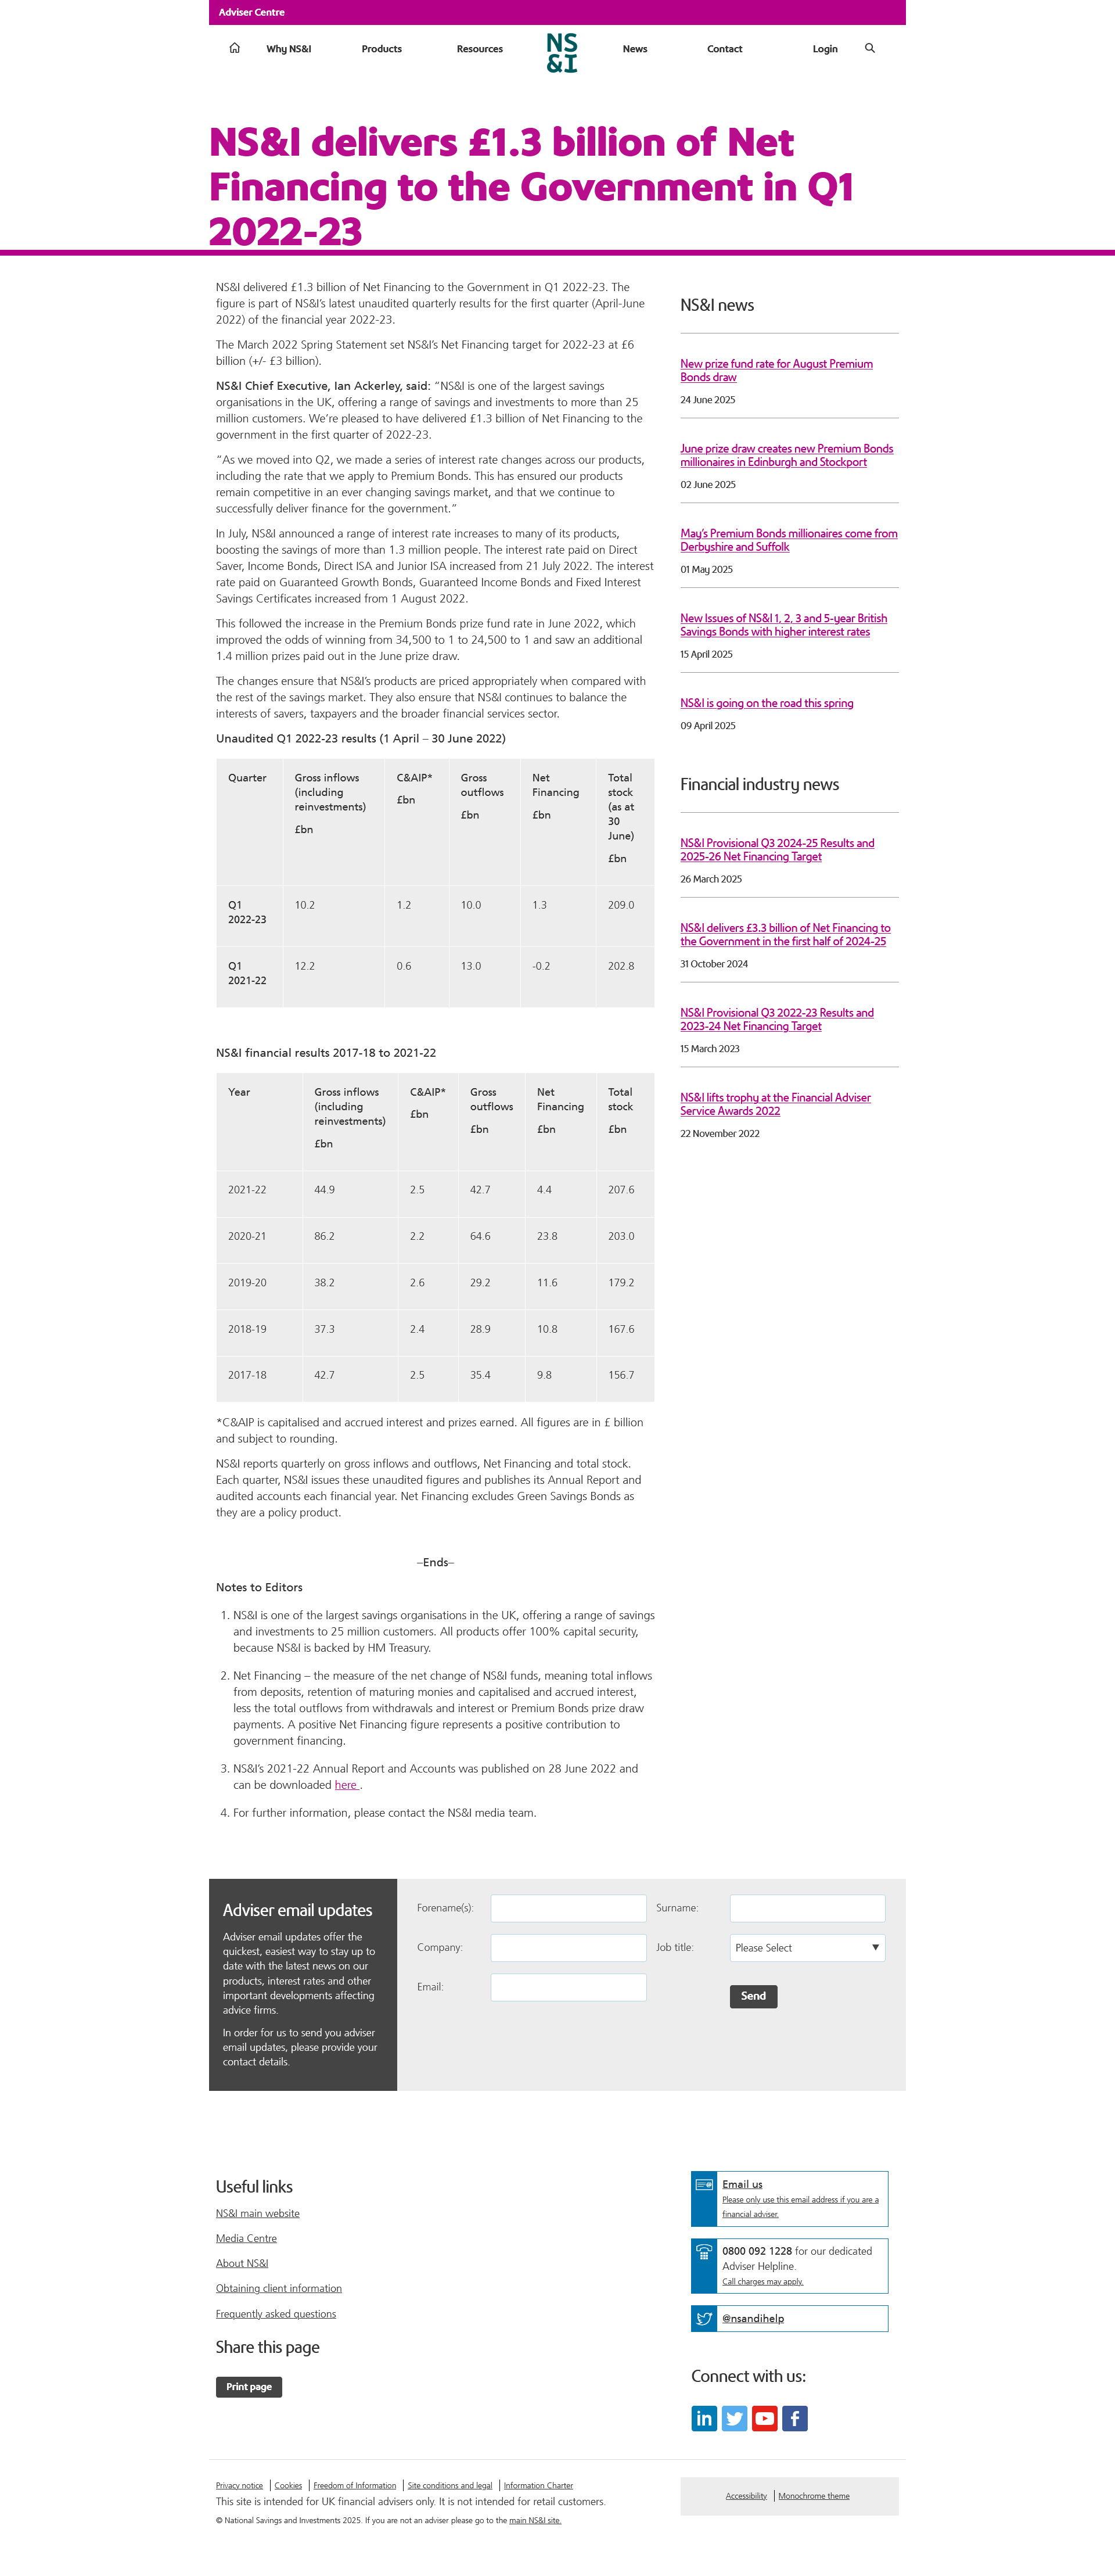 Adviser Centre
Why NS&I
Products
Resources
NS
&I
News
Contact
Login
NS&I delivers £1.3 billion of Net
Financing to the Government in Q1
2022-23
NS&I delivered £1.3 billion of Net Financing to the Government in Q1 2022-23. The
figure is part of NS&I’s latest unaudited quarterly results for the first quarter (April-June
2022) of the financial year 2022-23.
The March 2022 Spring Statement set NS&I’s Net Financing target for 2022-23 at £6
billion (+/- £3 billion).
NS&I Chief Executive, Ian Ackerley, said: “NS&I is one of the largest savings
organisations in the UK, offering a range of savings and investments to more than 25
million customers. We’re pleased to have delivered £1.3 billion of Net Financing to the
government in the first quarter of 2022-23.
“As we moved into Q2, we made a series of interest rate changes across our products,
including the rate that we apply to Premium Bonds. This has ensured our products
remain competitive in an ever changing savings market, and that we continue to
successfully deliver finance for the government.”
In July, NS&I announced a range of interest rate increases to many of its products,
boosting the savings of more than 1.3 million people. The interest rate paid on Direct
Saver, Income Bonds, Direct ISA and Junior ISA increased from 21 July 2022. The interest
rate paid on Guaranteed Growth Bonds, Guaranteed Income Bonds and Fixed Interest
Savings Certificates increased from 1 August 2022.
This followed the increase in the Premium Bonds prize fund rate in June 2022, which
improved the odds of winning from 34,500 to 1 to 24,500 to 1 and saw an additional
1.4 million prizes paid out in the June prize draw.
The changes ensure that NS&I’s products are priced appropriately when compared with
the rest of the savings market. They also ensure that NS&I continues to balance the
interests of savers, taxpayers and the broader financial services sector.
Unaudited Q1 2022-23 results (1 April – 30 June 2022)
Quarter
Gross inflows
(including
reinvestments)
£bn
C&AIP*
£bn
Gross
outflows
£bn
Net
Financing
£bn
Total
stock
(as at
30
June)
£bn
Q1
2022-23
10.2
1.2
10.0
1.3
209.0
Q1
2021-22
12.2
0.6
13.0
-0.2
202.8
NS&I financial results 2017-18 to 2021-22
Year
Gross inflows
(including
reinvestments)
£bn
C&AIP*
£bn
Gross
outflows
£bn
Net
Financing
£bn
Total
stock
£bn
2021-22
44.9
2.5
42.7
4.4
207.6
2020-21
86.2
2.2
64.6
23.8
203.0
2019-20
38.2
2.6
29.2
11.6
179.2
2018-19
37.3
2.4
28.9
10.8
167.6
2017-18
42.7
2.5
35.4
9.8
156.7
*C&AIP is capitalised and accrued interest and prizes earned. All figures are in £ billion
and subject to rounding.
NS&I reports quarterly on gross inflows and outflows, Net Financing and total stock.
Each quarter, NS&I issues these unaudited figures and publishes its Annual Report and
audited accounts each financial year. Net Financing excludes Green Savings Bonds as
they are a policy product.
–Ends–
Notes to Editors
1. NS&I is one of the largest savings organisations in the UK, offering a range of savings
and investments to 25 million customers. All products offer 100% capital security,
because NS&I is backed by HM Treasury.
2. Net Financing – the measure of the net change of NS&I funds, meaning total inflows
from deposits, retention of maturing monies and capitalised and accrued interest,
less the total outflows from withdrawals and interest or Premium Bonds prize draw
payments. A positive Net Financing figure represents a positive contribution to
government financing.
3. NS&I’s 2021-22 Annual Report and Accounts was published on 28 June 2022 and
can be downloaded here .
4. For further information, please contact the NS&I media team.
NS&I news
New prize fund rate for August Premium
Bonds draw
24 June 2025
June prize draw creates new Premium Bonds
millionaires in Edinburgh and Stockport
02 June 2025
May’s Premium Bonds millionaires come from
Derbyshire and Suffolk
01 May 2025
New Issues of NS&I 1, 2, 3 and 5-year British
Savings Bonds with higher interest rates
15 April 2025
NS&I is going on the road this spring
09 April 2025
Financial industry news
NS&I Provisional Q3 2024-25 Results and
2025-26 Net Financing Target
26 March 2025
NS&I delivers £3.3 billion of Net Financing to
the Government in the first half of 2024-25
31 October 2024
NS&I Provisional Q3 2022-23 Results and
2023-24 Net Financing Target
15 March 2023
NS&I lifts trophy at the Financial Adviser
Service Awards 2022
22 November 2022
Adviser email updates
Adviser email updates offer the
quickest, easiest way to stay up to
date with the latest news on our
products, interest rates and other
important developments affecting
advice firms.
In order for us to send you adviser
email updates, please provide your
contact details.
Forename(s):
Surname:
Company:
Job title:
Please Select
Email:
Send
Useful links
NS&I main website
Media Centre
About NS&I
Obtaining client information
Frequently asked questions
Share this page
Print page
Email us
Please only use this email address if you are a
financial adviser.
0800 092 1228 for our dedicated
Adviser Helpline.
Call charges may apply.
@nsandihelp
Connect with us:
in
f
Privacy notice | Cookies | Freedom of Information | Site conditions and legal | Information Charter
This site is intended for UK financial advisers only. It is not intended for retail customers.
© National Savings and Investments 2025. If you are not an adviser please go to the main NS&I site.
Accessibility | Monochrome theme